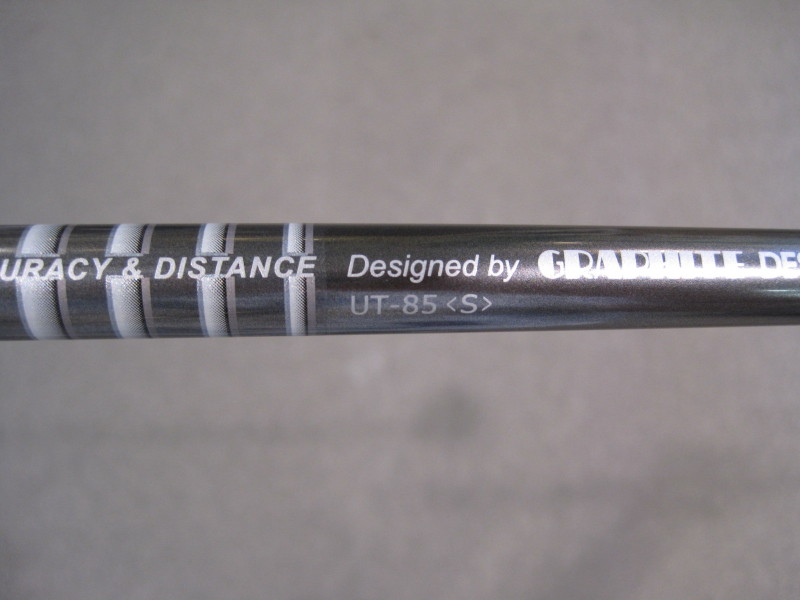 URACY & DISTANCE Designed by GRAPHITE DES
UT-85 <S>